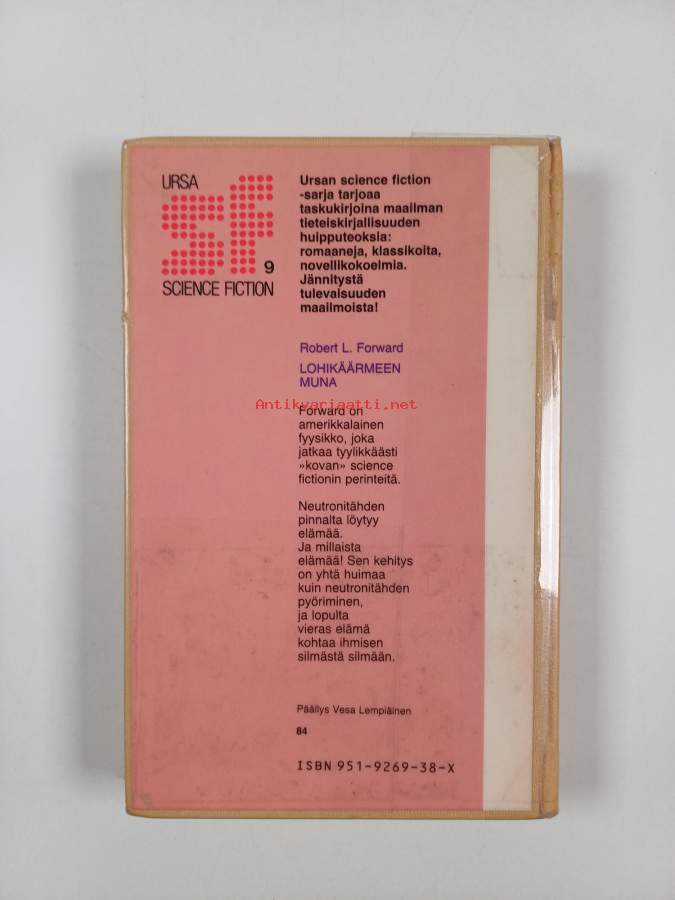 URSA
sf
9
SCIENCE FICTION
Ursan science fiction
-sarja tarjoaa
taskukirjoina maailman
tieteiskirjallisuuden
huipputeoksia:
romaaneja, klassikoita,
novellikokoelmia.
Jännitystä
tulevaisuuden
maailmoista!
Robert L. Forward
LOHIKÄÄRMEEN
MUNA
Antikvariaatti.net
Forward on
amerikkalainen
fyysikko, joka
jatkaa tyylikkäästi
»kovan» science
fictionin perinteitä.
Neutronitähden
pinnalta löytyy
elämää.
Ja millaista
elämää! Sen kehitys
on yhtä huimaa
kuin neutronitähden
pyöriminen,
ja lopulta
vieras elämä
kohtaa ihmisen
silmästä silmään.
Päällys Vesa Lempiäinen
84
ISBN 951-9269-38-X